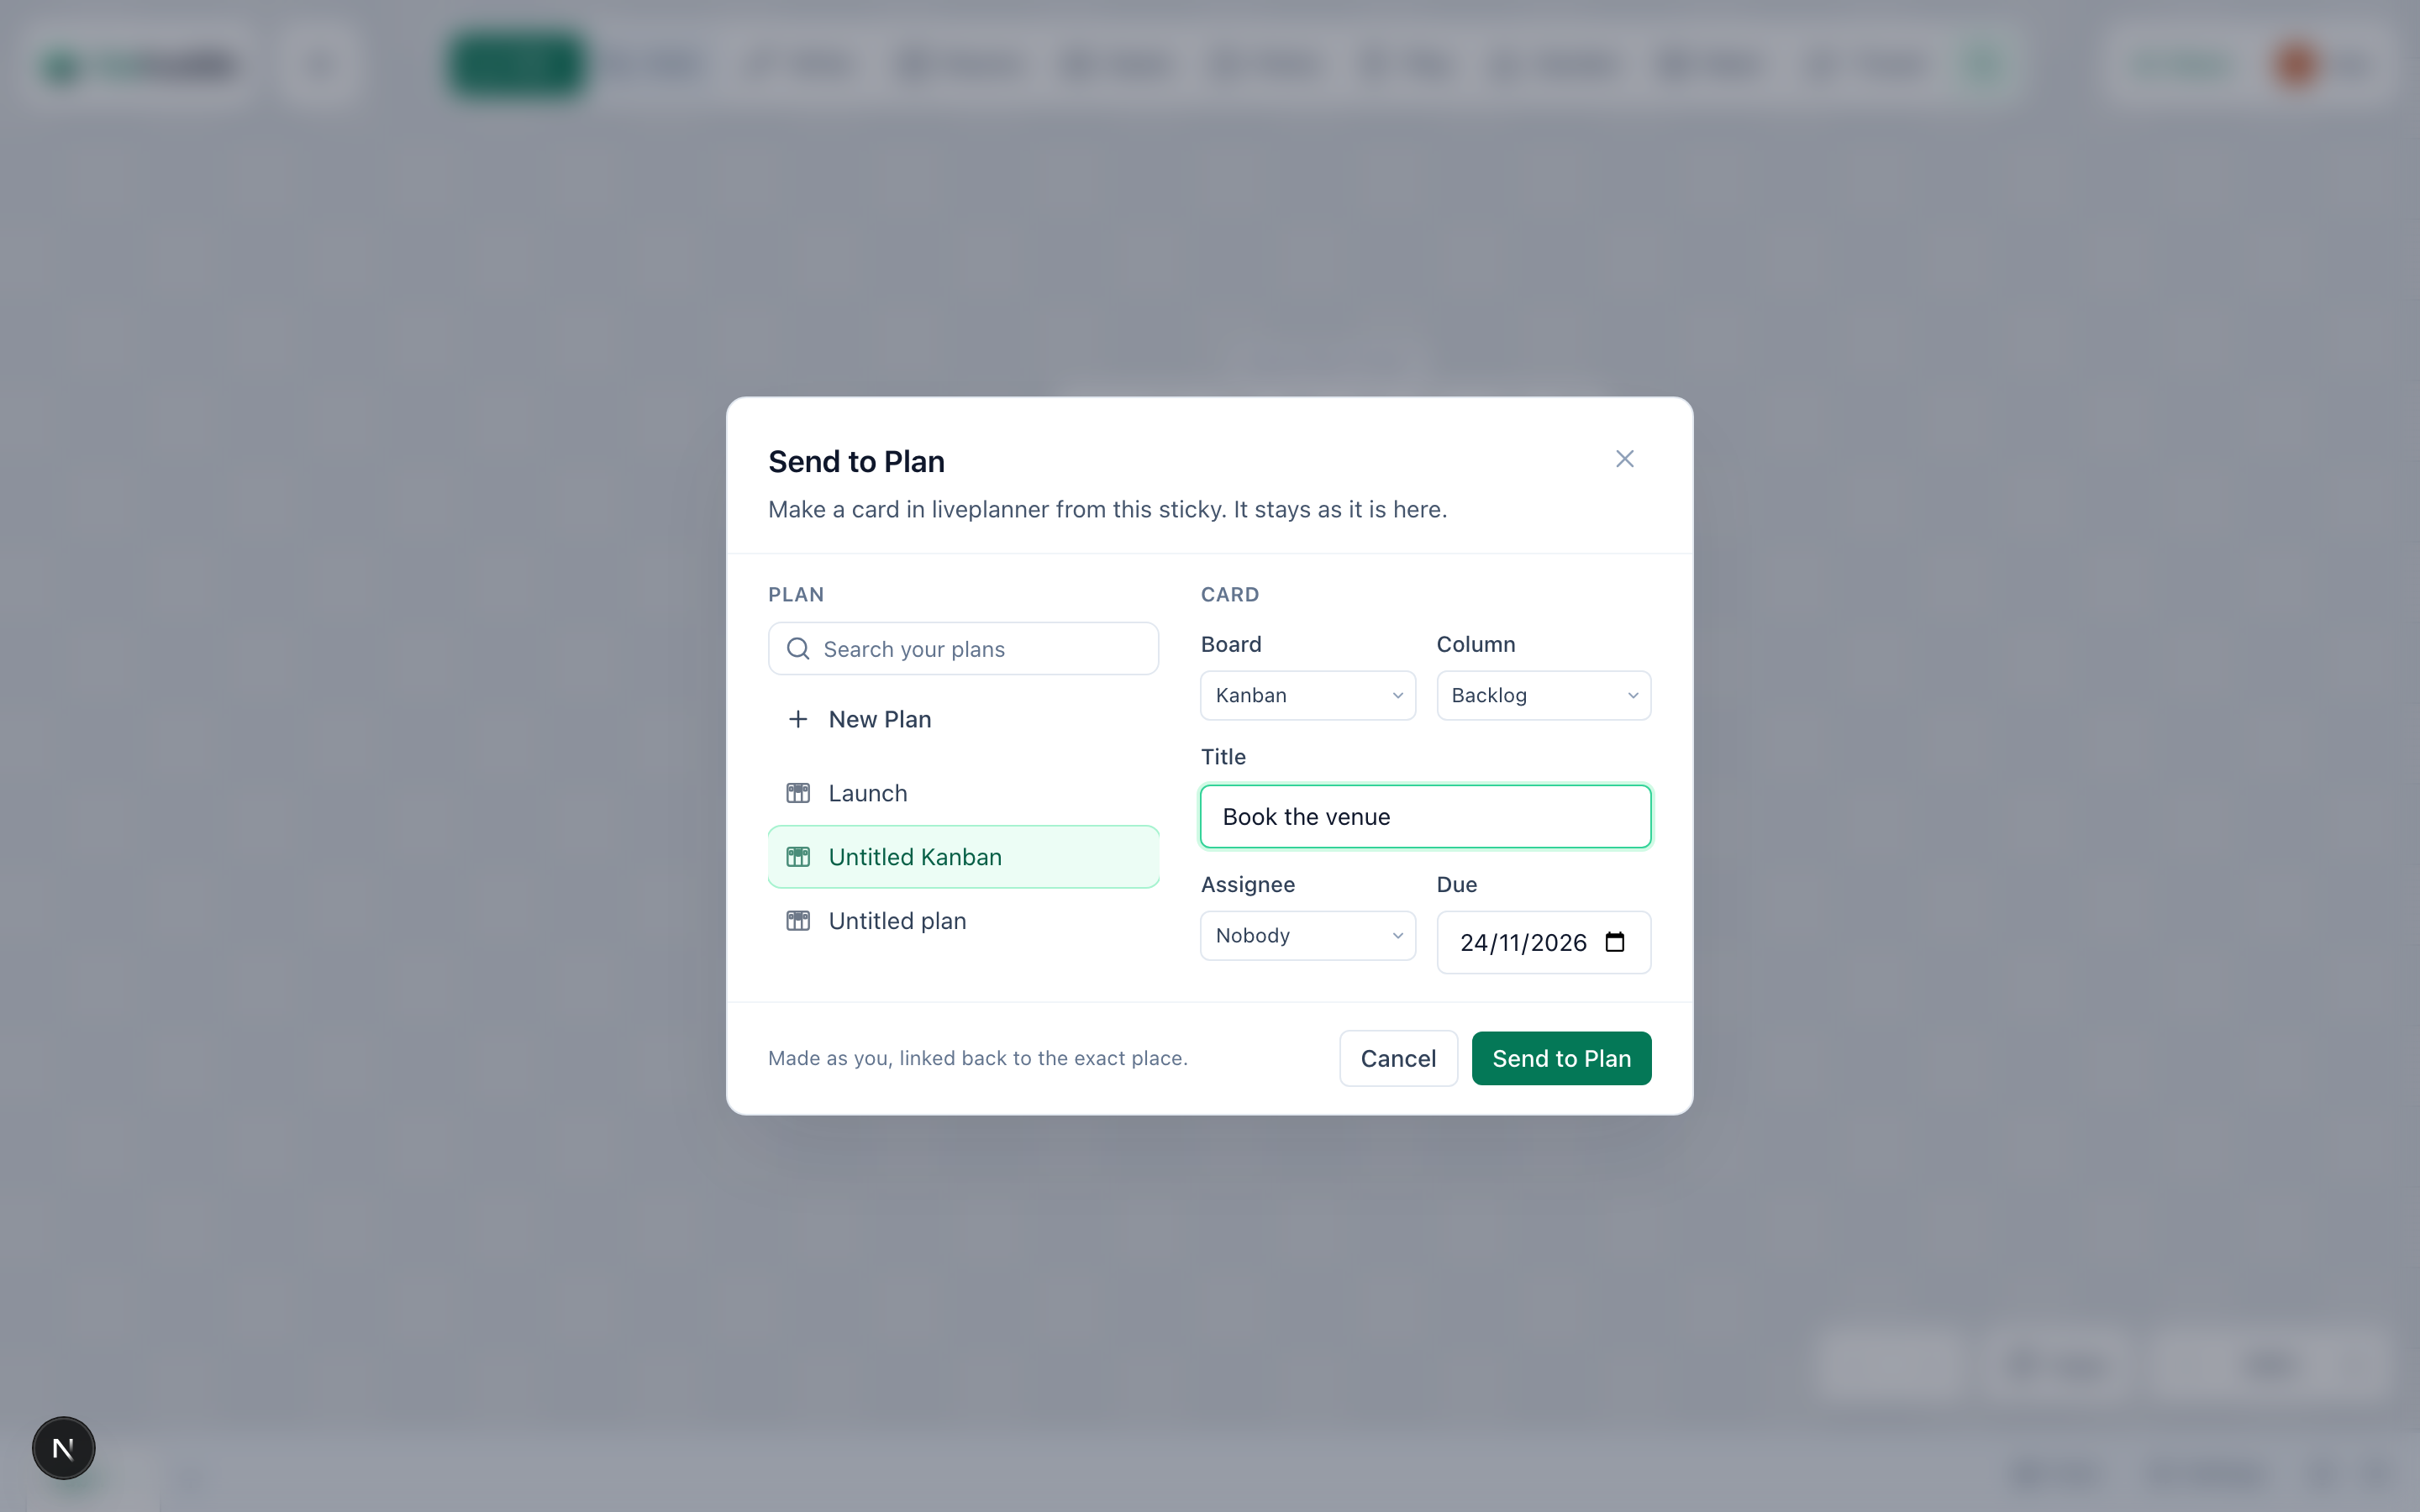 Send to Plan
Make a card in liveplanner from this sticky. It stays as it is here.
PLAN
Search your plans
New Plan
Launch
Untitled Kanban
Untitled plan
CARD
Board
Column
Kanban
Backlog
Title
Book the venue
Assignee
Due
Nobody
24/11/2026
Made as you, linked back to the exact place.
Cancel
Send to Plan
N